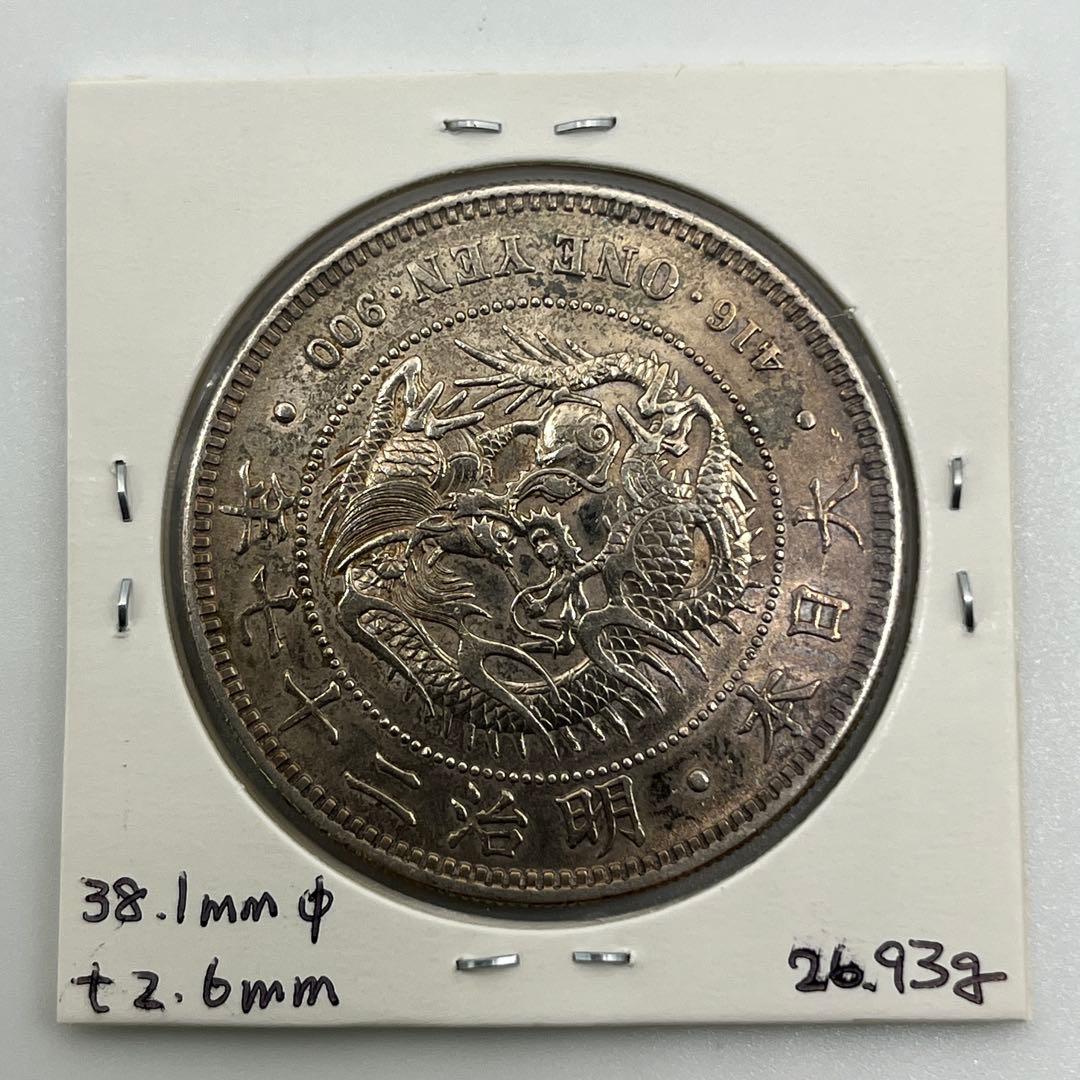 大日本・明治二十七年
416・ONE YEN・900
38.1mmφ
t2.6mm
26.93g